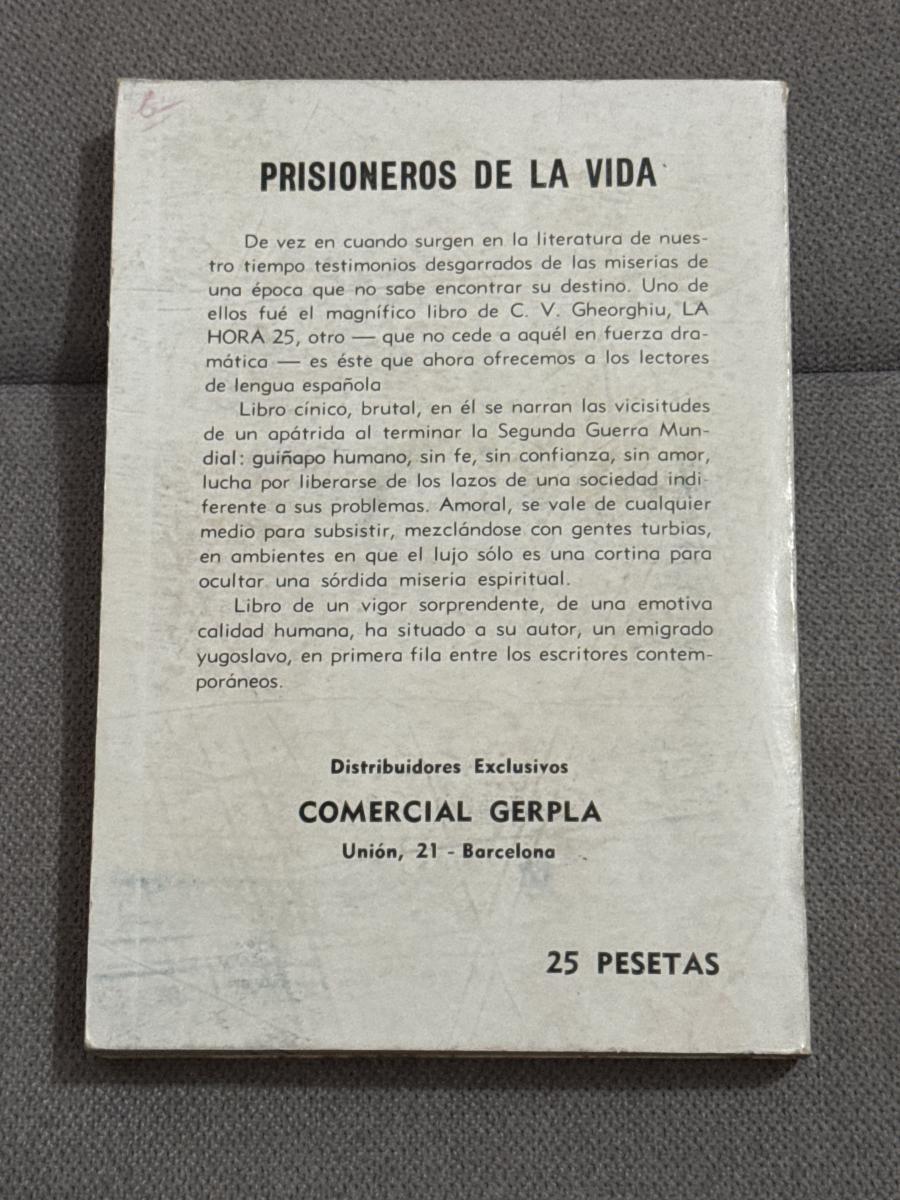 PRISIONEROS DE LA VIDA
De vez en cuando surgen en la literatura de nues-
tro tiempo testimonios desgarrados de las miserias de
una época que no sabe encontrar su destino. Uno de
ellos fué el magnífico libro de C. V. Gheorghiu, LA
HORA 25, otro — que no cede a aquél en fuerza dra-
mática — es éste que ahora ofrecemos a los lectores
de lengua española
Libro cínico, brutal, en él se narran las vicisitudes
de un apátrida al terminar la Segunda Guerra Mun-
dial: guiñapo humano, sin fe, sin confianza, sin amor,
lucha por liberarse de los lazos de una sociedad indi-
ferente a sus problemas. Amoral, se vale de cualquier
medio para subsistir, mezclándose con gentes turbias,
en ambientes en que el lujo sólo es una cortina para
ocultar una sórdida miseria espiritual.
Libro de un vigor sorprendente, de una emotiva
calidad humana, ha situado a su autor, un emigrado
yugoslavo, en primera fila entre los escritores contem-
poráneos.
Distribuidores Exclusivos
COMERCIAL GERPLA
Unión, 21 - Barcelona
25 PESETAS